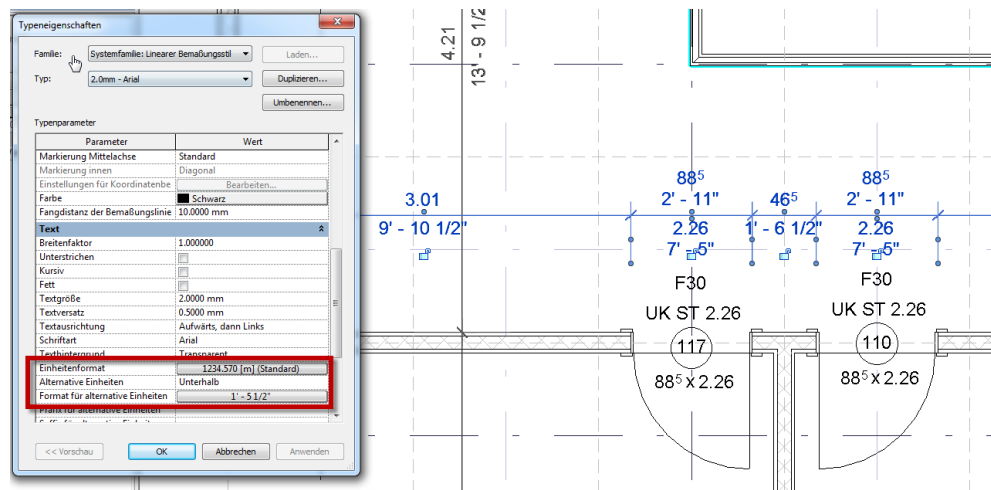 Typeneigenschaften
Familie: Systemfamilie: Linearer Bemaßungsstil Laden...
Typ: 2.0mm - Arial Duplizieren...
Umbenennen...
Typenparameter
Parameter Wert
Markierung Mittelachse Standard
Markierung innen Diagonal
Einstellungen für Koordinatenbe Bearbeiten...
Farbe Schwarz
Fangdistanz der Bemaßungslinie 10.0000 mm
Text
Breitenfaktor 1.000000
Unterstrichen
Kursiv
Fett
Textgröße 2.0000 mm
Textversatz 0.5000 mm
Textausrichtung Aufwärts, dann Links
Schriftart Arial
Texthintergrund Transparent
Einheitenformat 1234.570 [m] (Standard)
Alternative Einheiten Unterhalb
Format für alternative Einheiten 1' - 5 1/2"
Präfix für alternative Einheiten
<< Vorschau OK Abbrechen Anwenden
4.21
13' - 9 1/2
3.01
9' - 10 1/2"
88⁵
2' - 11"
2.26
7' - 5"
46⁵
1' - 6 1/2"
88⁵
2' - 11"
2.26
7' - 5"
F30
UK ST 2.26
117
88⁵ x 2.26
F30
UK ST 2.26
110
88⁵ x 2.26